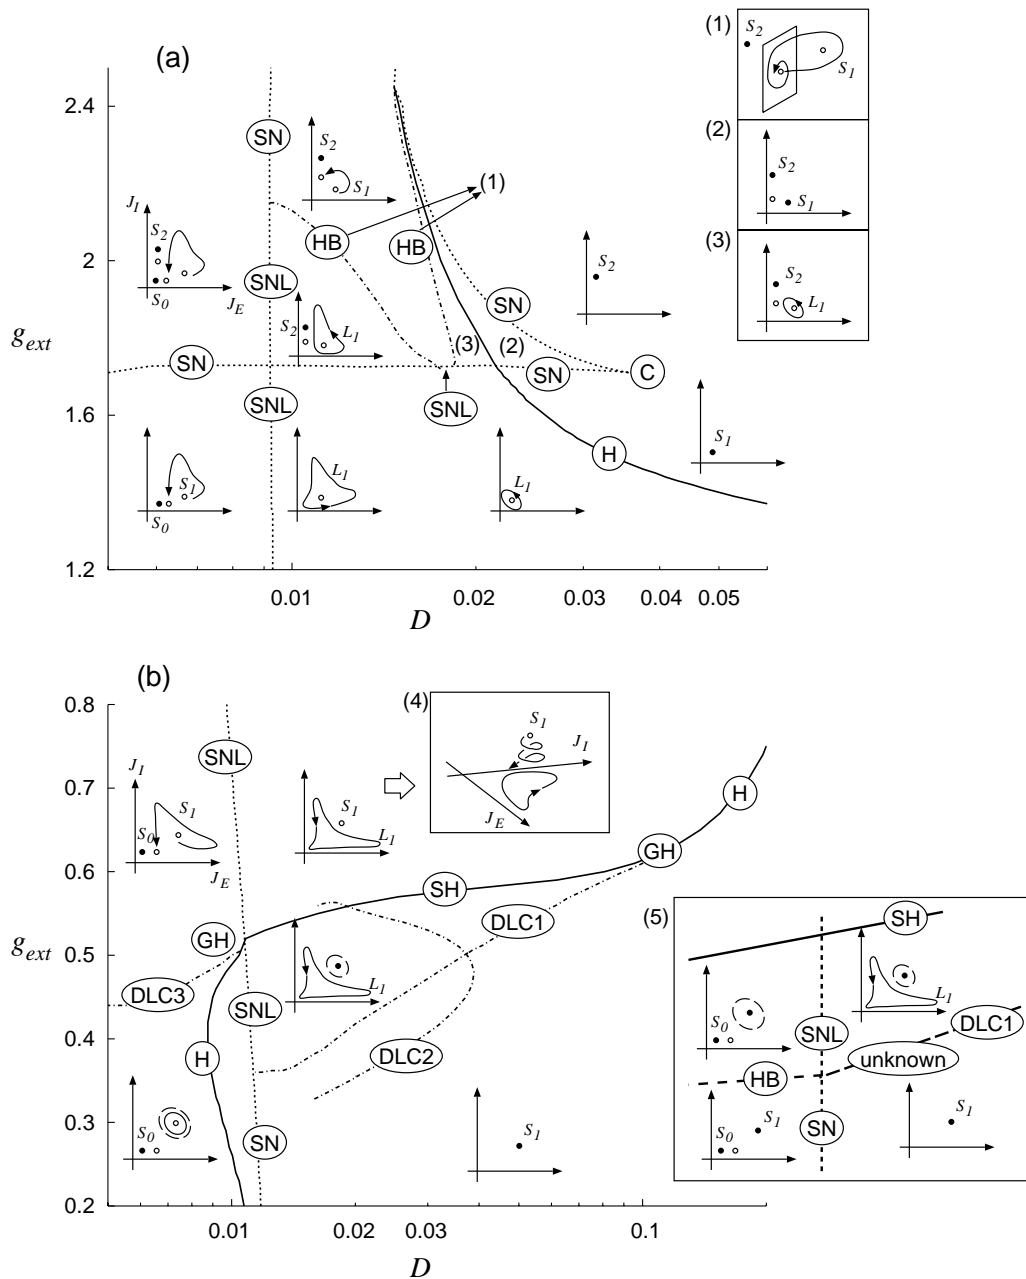 (a)
2.4
2
1.6
1.2
g_ext
0.01
0.02
0.03
0.04
0.05
D
SN
S_2
S_1
(1)
J_I
S_2
S_0
J_E
HB
HB
SNL
S_2
L_1
SN
S_2
(3)
(2)
SN
SN
C
SNL
SNL
H
S_1
S_1
S_0
L_1
L_1
(1)
S_2
S_1
(2)
S_2
S_1
(3)
S_2
L_1
(b)
0.8
0.7
0.6
0.5
0.4
0.3
0.2
g_ext
0.01
0.02
0.03
0.1
D
SNL
J_I
S_1
S_0
J_E
S_1
L_1
(4)
S_1
J_I
J_E
H
GH
SH
DLC1
GH
DLC3
L_1
SNL
H
DLC2
S_0
SN
S_1
(5)
SH
S_0
L_1
SNL
DLC1
unknown
HB
S_1
S_0
SN
S_1